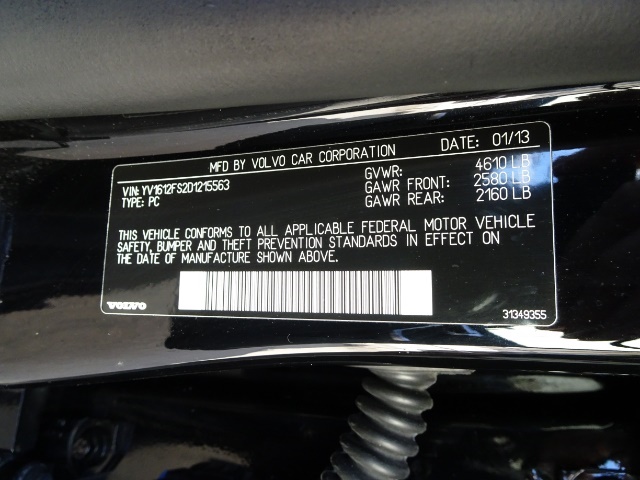 MFD BY VOLVO CAR CORPORATION DATE: 01/13
VIN: YV1612FS2D1215563 GVWR: 4610 LB
TYPE: PC GAWR FRONT: 2580 LB
GAWR REAR: 2160 LB
THIS VEHICLE CONFORMS TO ALL APPLICABLE FEDERAL MOTOR VEHICLE
SAFETY, BUMPER AND THEFT PREVENTION STANDARDS IN EFFECT ON
THE DATE OF MANUFACTURE SHOWN ABOVE.
VOLVO 31349355